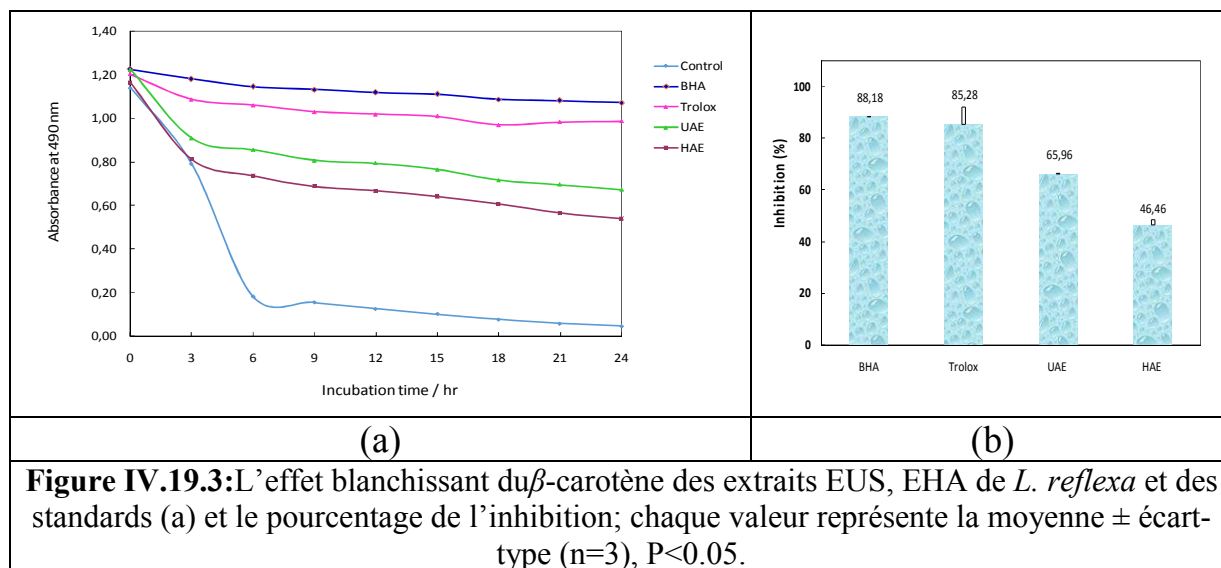 1,40
1,20
1,00
0,80
0,60
0,40
0,20
0,00
Absorbance at 490 nm
0 3 6 9 12 15 18 21 24
Incubation time / hr
Control
BHA
Trolox
UAE
HAE
(a)
100
80
60
40
20
0
Inhibition (%)
88,18
85,28
65,96
46,46
BHA Trolox UAE HAE
(b)
Figure IV.19.3:L’effet blanchissant duβ-carotène des extraits EUS, EHA de L. reflexa et des
standards (a) et le pourcentage de l’inhibition; chaque valeur représente la moyenne ± écart-
type (n=3), P<0.05.